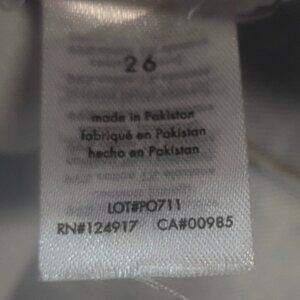 26
made in Pakistan
fabriqué en Pakistan
hecho en Pakistan
LOT#PO711
RN#124917 CA#00985